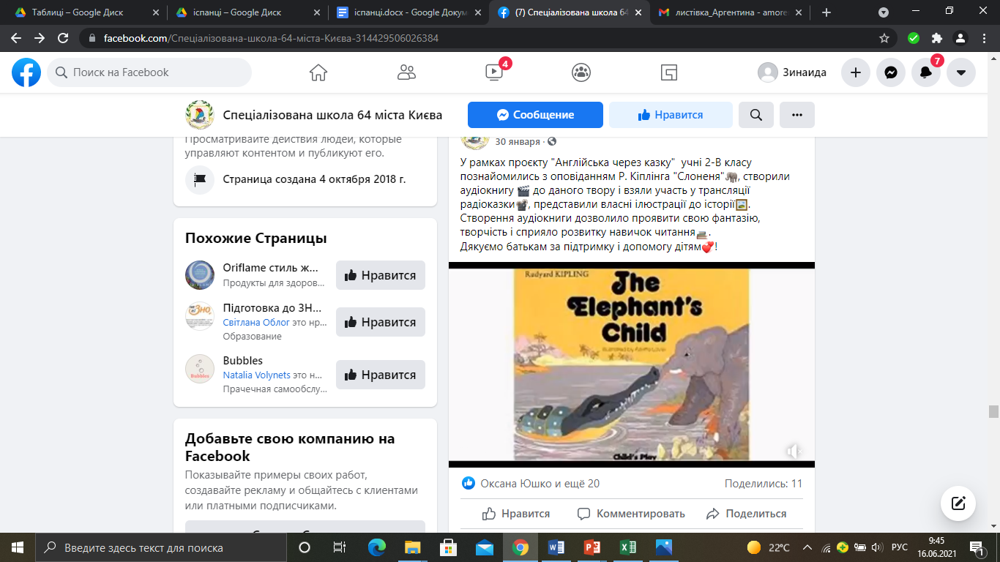 Таблиці – Google Диск
іспанці – Google Диск
іспанці.docx - Google Докум
(7) Спеціалізована школа 64
листівка_Аргентина - amore
facebook.com/Спеціалізована-школа-64-міста-Києва-314429506026384
Поиск на Facebook
4
Зинаида
7
Спеціалізована школа 64 міста Києва
Сообщение
Нравится
Просматривайте действия людей, которые
управляют контентом и публикуют его.
Страница создана 4 октября 2018 г.
Похожие Страницы
Oriflame стиль ж...
Продукты для здоров...
Нравится
Підготовка до ЗН...
Світлана Облог это нр...
Образование
Нравится
Bubbles
Natalia Volynets это н...
Прачечная самообслу...
Нравится
Добавьте свою компанию на
Facebook
Показывайте примеры своих работ,
создавайте рекламу и общайтесь с клиентами
или платными подписчиками.
30 января ·
У рамках проєкту "Англійська через казку" учні 2-В класу
познайомились з оповіданням Р. Кіплінга "Слоненя"🐘, створили
аудіокнигу 🎬 до даного твору і взяли участь у трансляції
радіоказки📽, представили власні ілюстрації до історії🖼.
Створення аудіокниги дозволило проявити свою фантазію,
творчість і сприяло розвитку навичок читання📚.
Дякуємо батькам за підтримку і допомогу дітям💞!
Rudyard KIPLING
The
Elephant's
Child
illustrated by
Child's Play
Оксана Юшко и ещё 20
Поделились: 11
Нравится
Комментировать
Поделиться
Введите здесь текст для поиска
22°C
РУС
9:45
16.06.2021
1